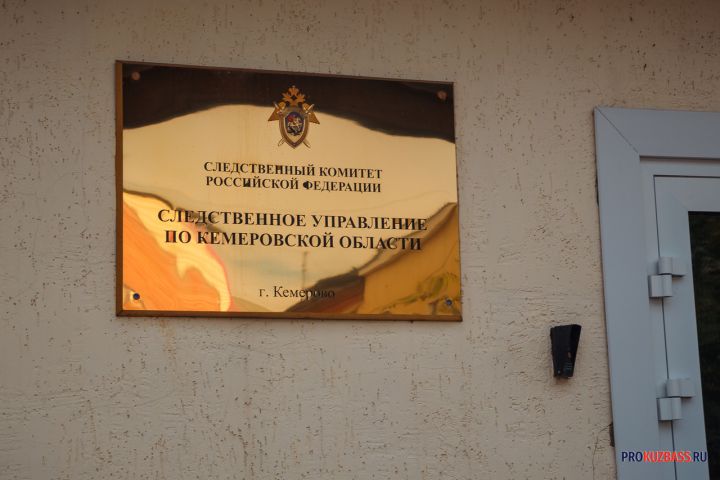 СЛЕДСТВЕННЫЙ КОМИТЕТ
РОССИЙСКОЙ ФЕДЕРАЦИИ
СЛЕДСТВЕННОЕ УПРАВЛЕНИЕ
ПО КЕМЕРОВСКОЙ ОБЛАСТИ
г. Кемерово
PROKUZBASS.RU